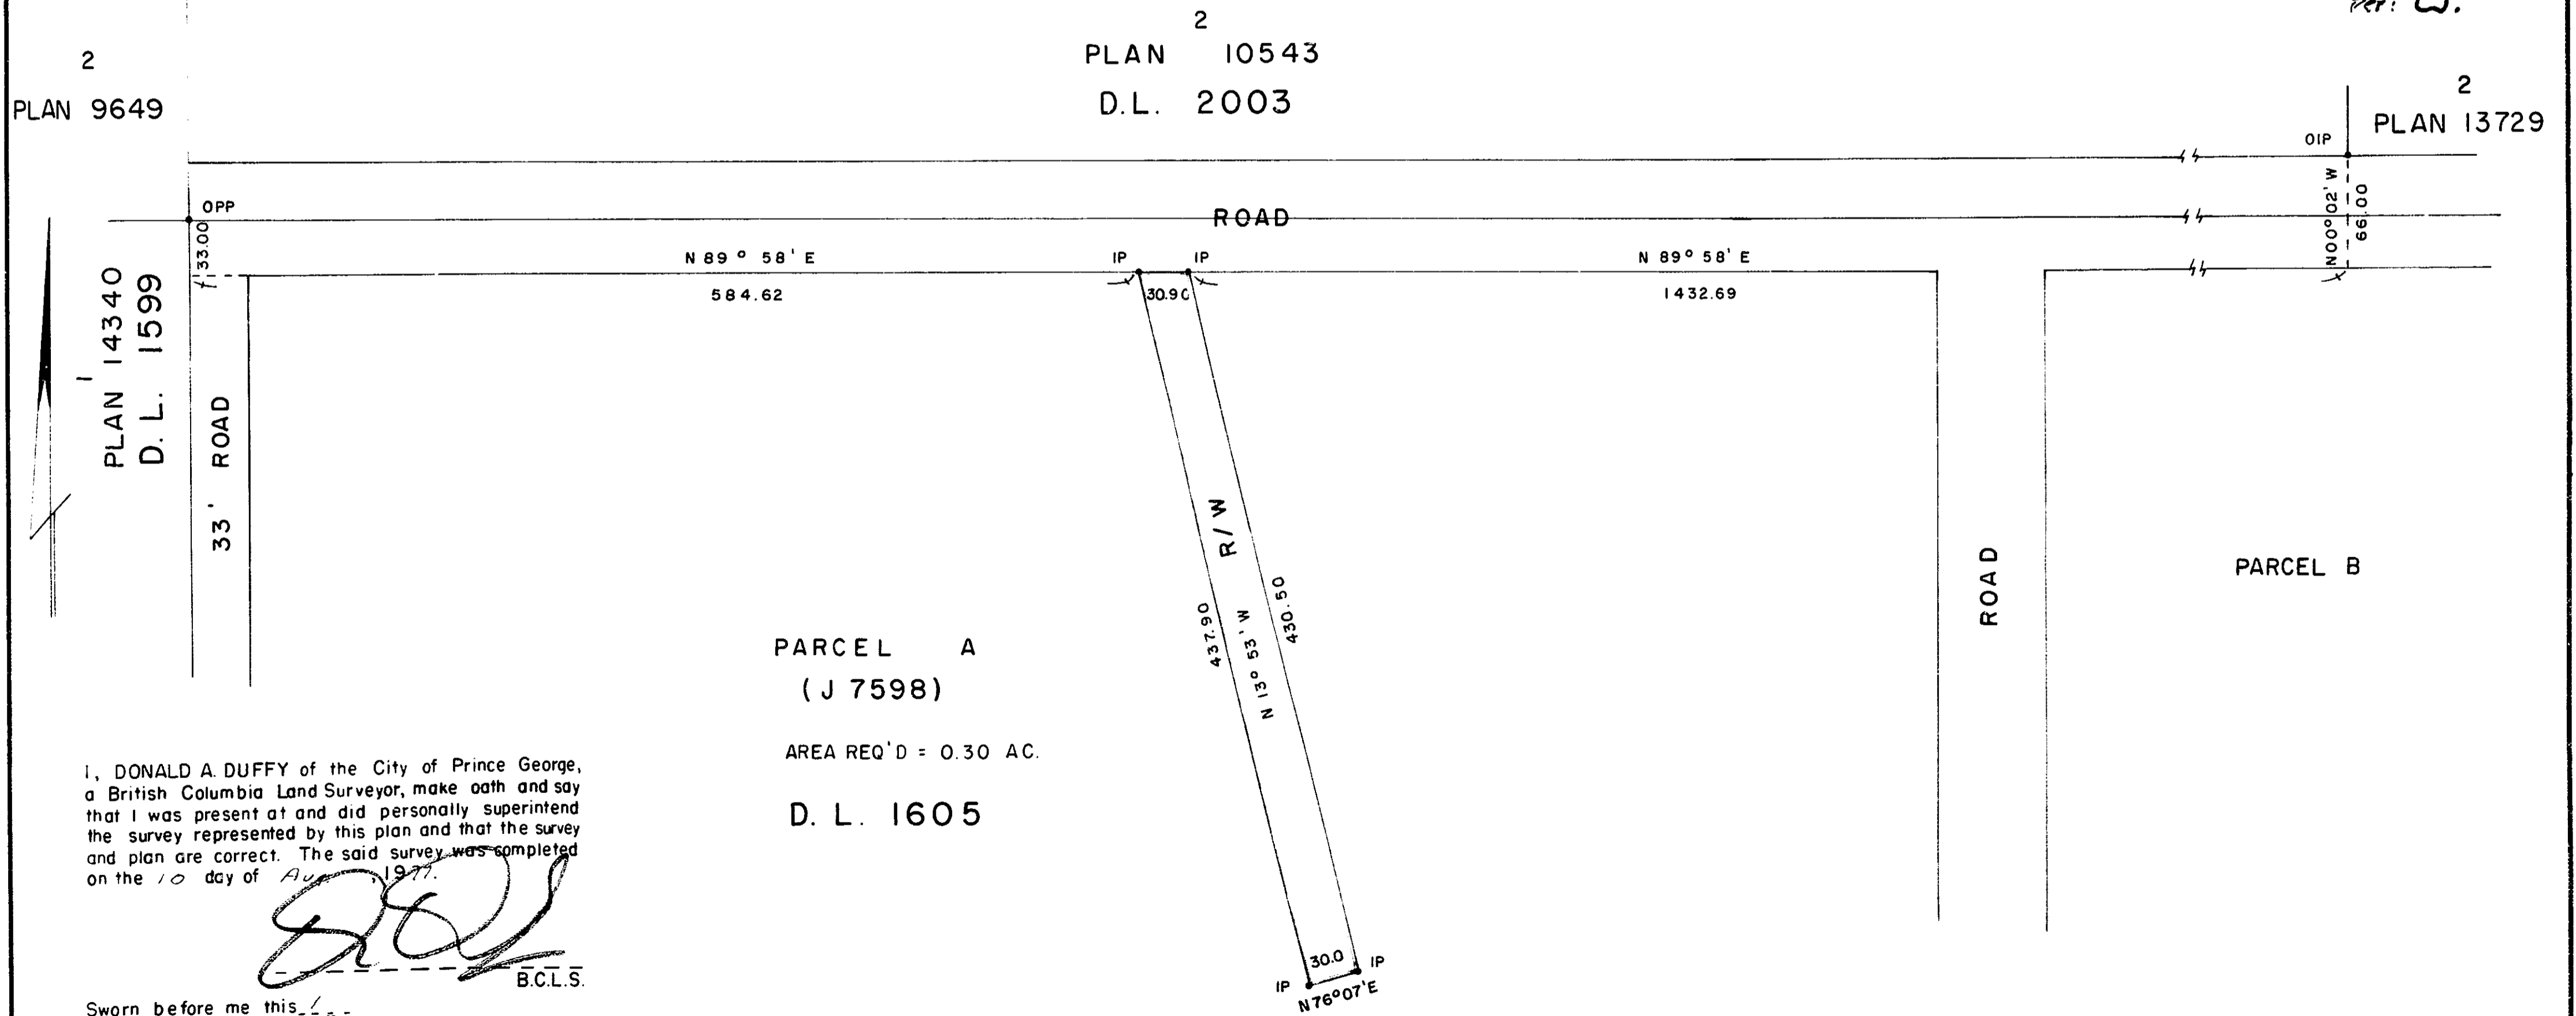 per: W.
2
PLAN 9649
2
PLAN 10543
D.L. 2003
2
PLAN 13729
OIP
OPP
33.00
ROAD
N00°02' W
66.00
N 89° 58' E
584.62
IP
IP
30.90
N 89° 58' E
1432.69
1
PLAN 14340
D. L. 1599
33' ROAD
R/W
437.90
N 13° 53' W
430.50
ROAD
PARCEL B
PARCEL A
(J 7598)
AREA REQ'D = 0.30 AC.
D. L. 1605
I, DONALD A. DUFFY of the City of Prince George,
a British Columbia Land Surveyor, make oath and say
that I was present at and did personally superintend
the survey represented by this plan and that the survey
and plan are correct. The said survey was completed
on the 10 day of Aug , 1977.
B.C.L.S.
Sworn before me this
30.0
IP
IP
N76°07'E